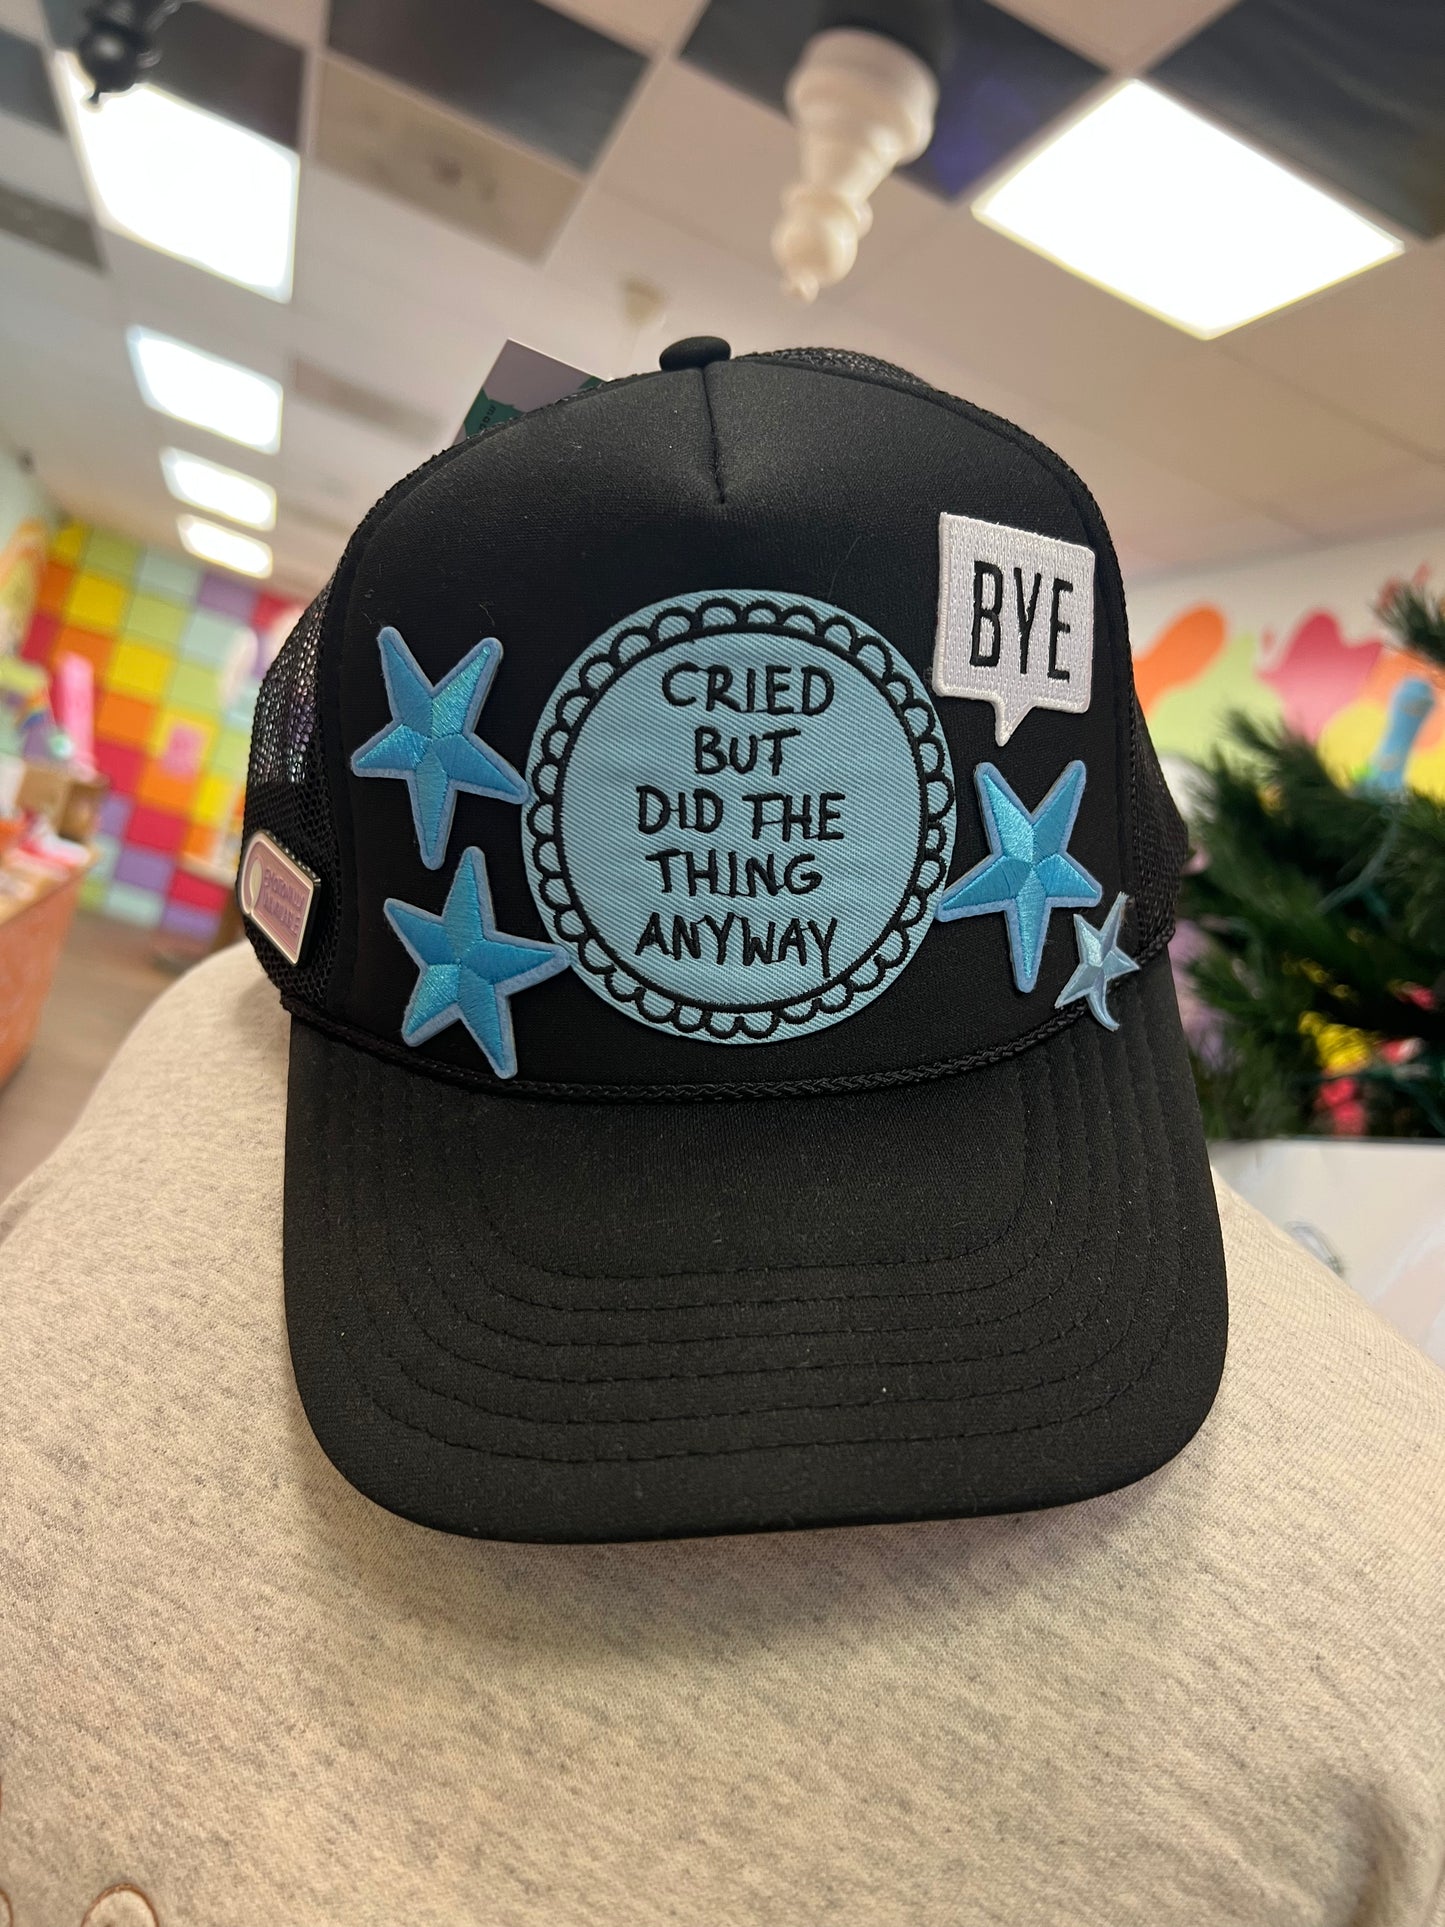 BYE
CRIED
BUT
DID THE
THING
ANYWAY